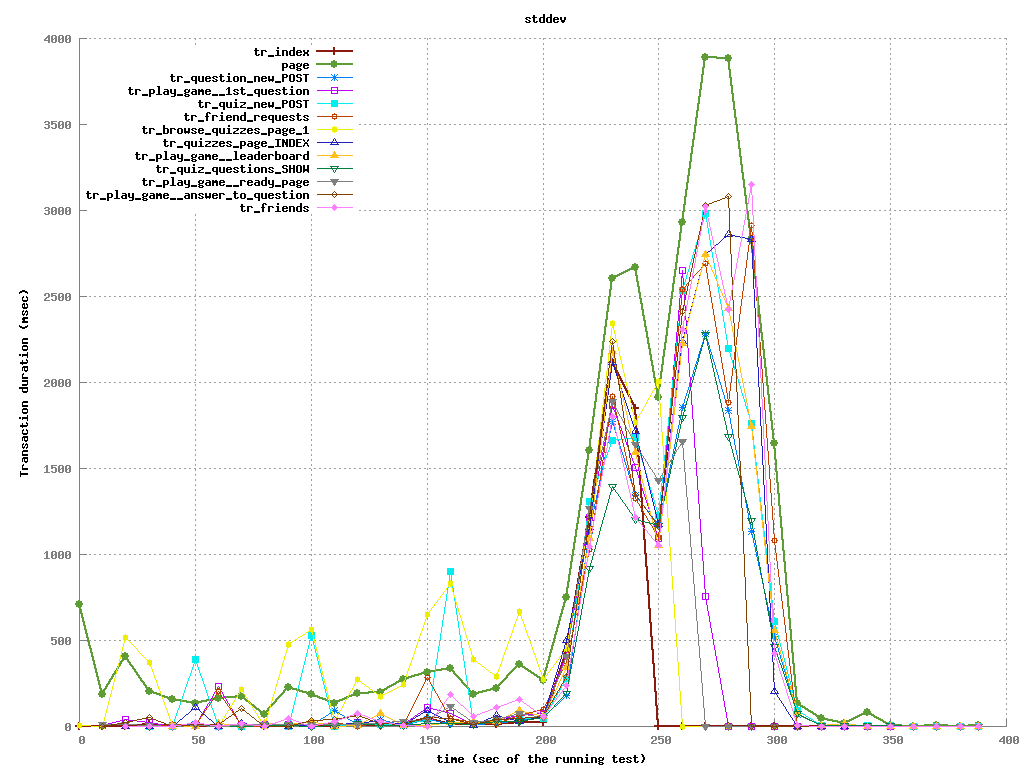 stddev
4000
3500
3000
2500
2000
1500
1000
500
0
Transaction duration (msec)
tr_index
page
tr_question_new_POST
tr_play_game__1st_question
tr_quiz_new_POST
tr_friend_requests
tr_browse_quizzes_page_1
tr_quizzes_page_INDEX
tr_play_game__leaderboard
tr_quiz_questions_SHOW
tr_play_game__ready_page
tr_play_game__answer_to_question
tr_friends
0 50 100 150 200 250 300 350 400
time (sec of the running test)